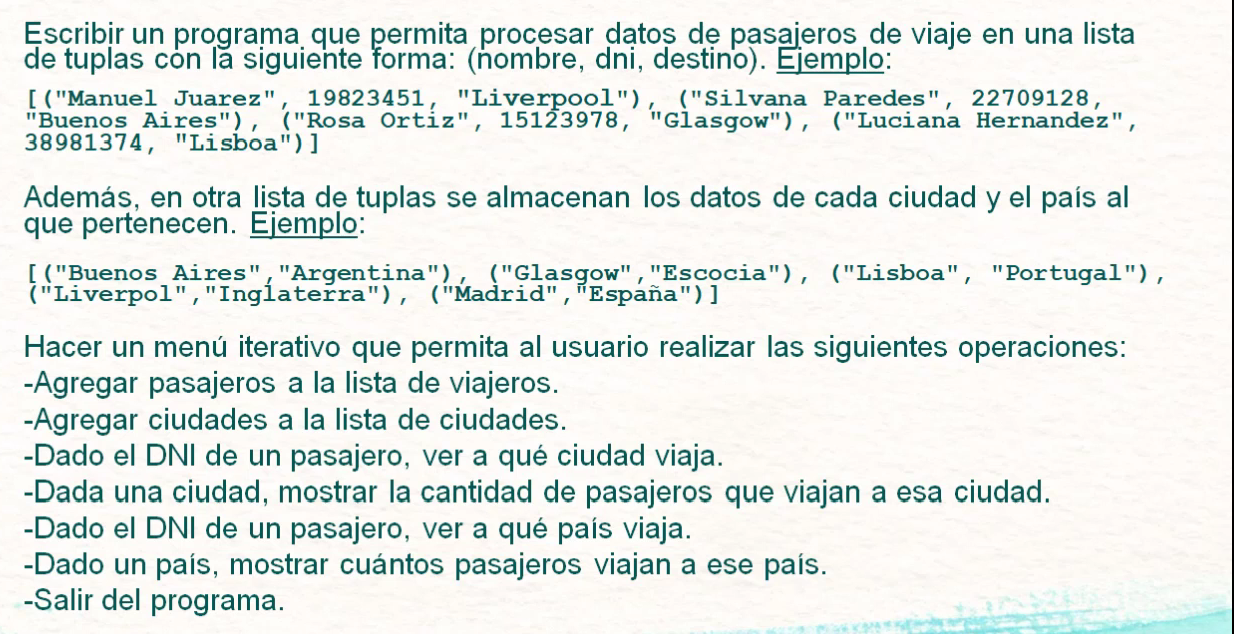 Escribir un programa que permita procesar datos de pasajeros de viaje en una lista
de tuplas con la siguiente forma: (nombre, dni, destino). Ejemplo:
[("Manuel Juarez", 19823451, "Liverpool"), ("Silvana Paredes", 22709128,
"Buenos Aires"), ("Rosa Ortiz", 15123978, "Glasgow"), ("Luciana Hernandez",
38981374, "Lisboa")]
Además, en otra lista de tuplas se almacenan los datos de cada ciudad y el país al
que pertenecen. Ejemplo:
[("Buenos Aires","Argentina"), ("Glasgow","Escocia"), ("Lisboa", "Portugal"),
("Liverpol","Inglaterra"), ("Madrid","España")]
Hacer un menú iterativo que permita al usuario realizar las siguientes operaciones:
-Agregar pasajeros a la lista de viajeros.
-Agregar ciudades a la lista de ciudades.
-Dado el DNI de un pasajero, ver a qué ciudad viaja.
-Dada una ciudad, mostrar la cantidad de pasajeros que viajan a esa ciudad.
-Dado el DNI de un pasajero, ver a qué país viaja.
-Dado un país, mostrar cuántos pasajeros viajan a ese país.
-Salir del programa.